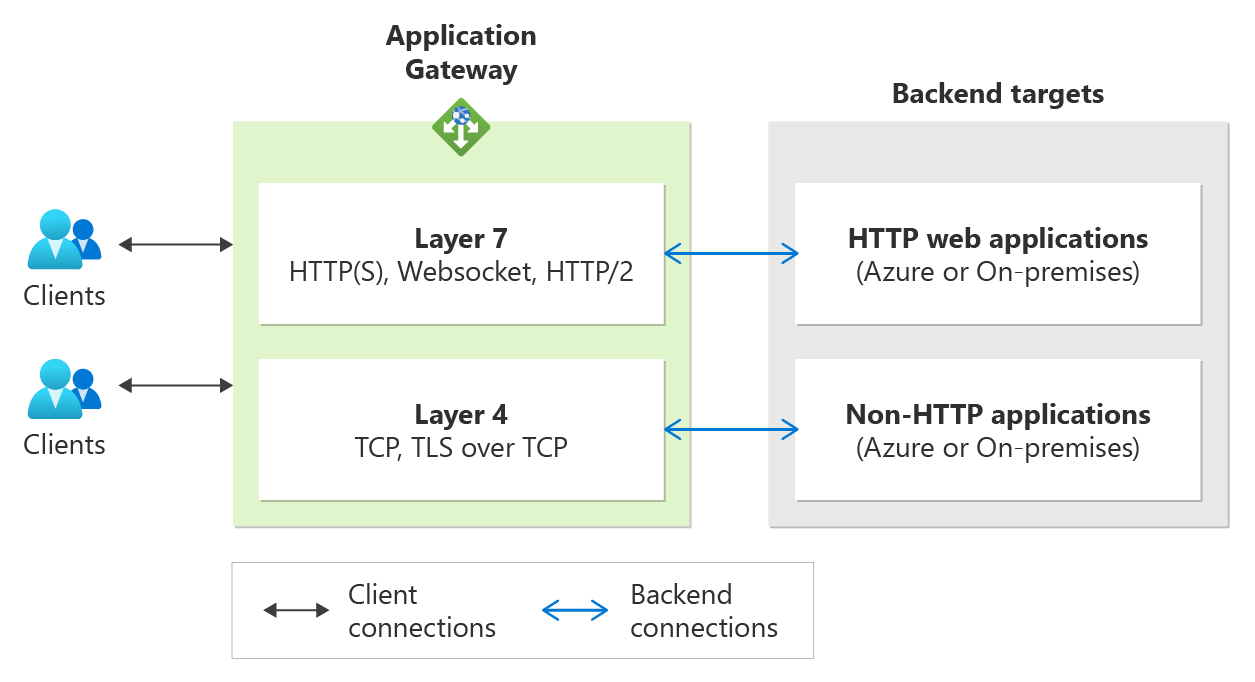 Application
Gateway
Backend targets
Clients
Layer 7
HTTP(S), Websocket, HTTP/2
HTTP web applications
(Azure or On-premises)
Clients
Layer 4
TCP, TLS over TCP
Non-HTTP applications
(Azure or On-premises)
Client
connections
Backend
connections